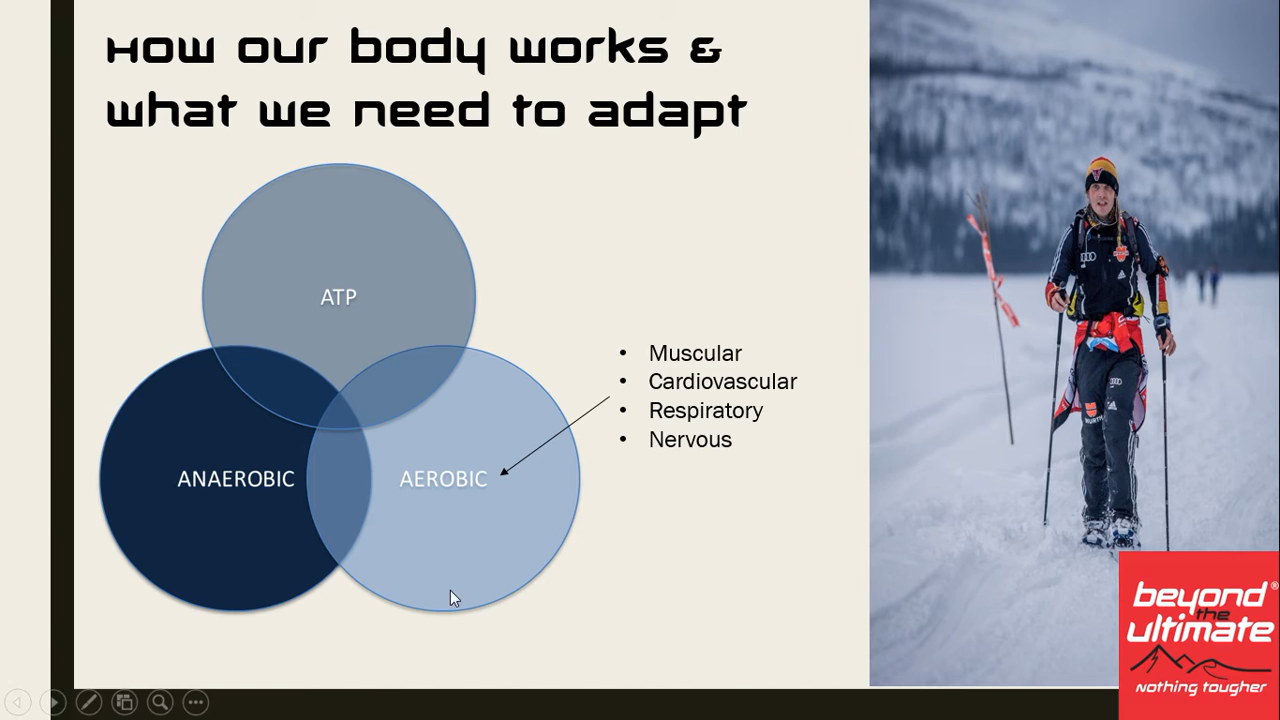 How our body works &
what we need to adapt
ATP
ANAEROBIC
AEROBIC
• Muscular
• Cardiovascular
• Respiratory
• Nervous
beyond®
the
ultimate
Nothing tougher